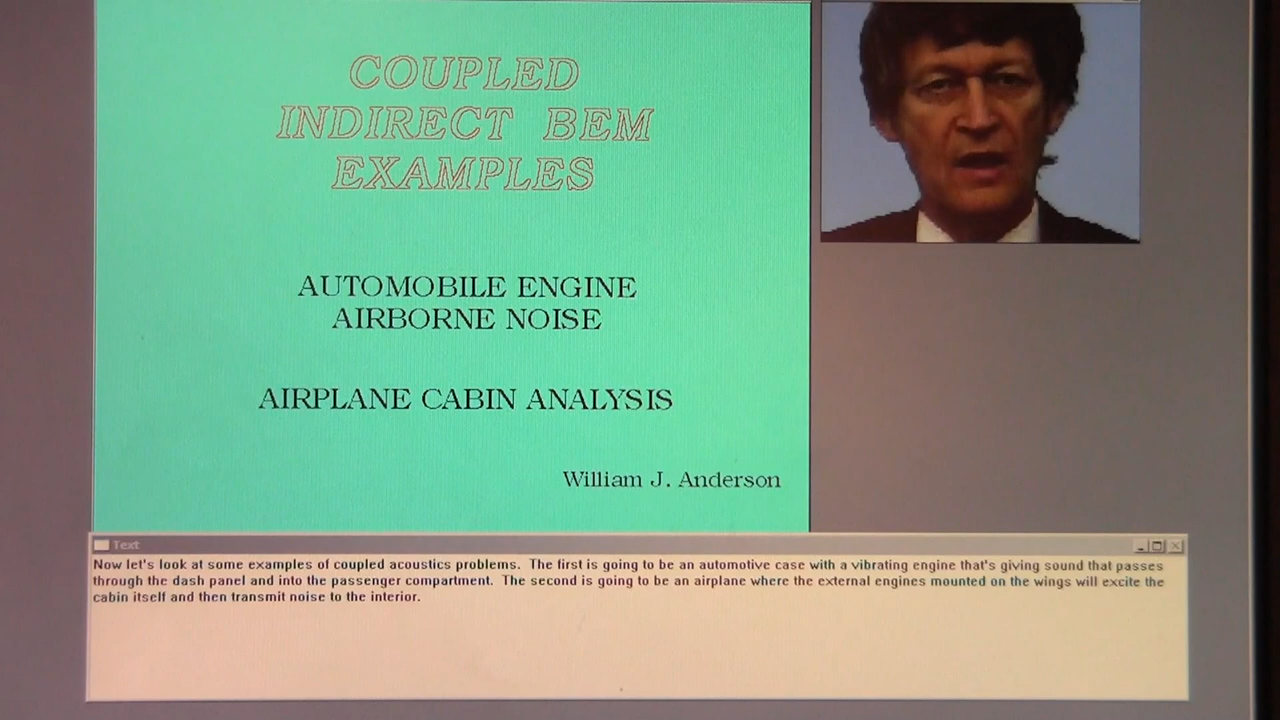 COUPLED
INDIRECT BEM
EXAMPLES
AUTOMOBILE ENGINE
AIRBORNE NOISE
AIRPLANE CABIN ANALYSIS
William J. Anderson
Text
Now let's look at some examples of coupled acoustics problems. The first is going to be an automotive case with a vibrating engine that's giving sound that passes
through the dash panel and into the passenger compartment. The second is going to be an airplane where the external engines mounted on the wings will excite the
cabin itself and then transmit noise to the interior.